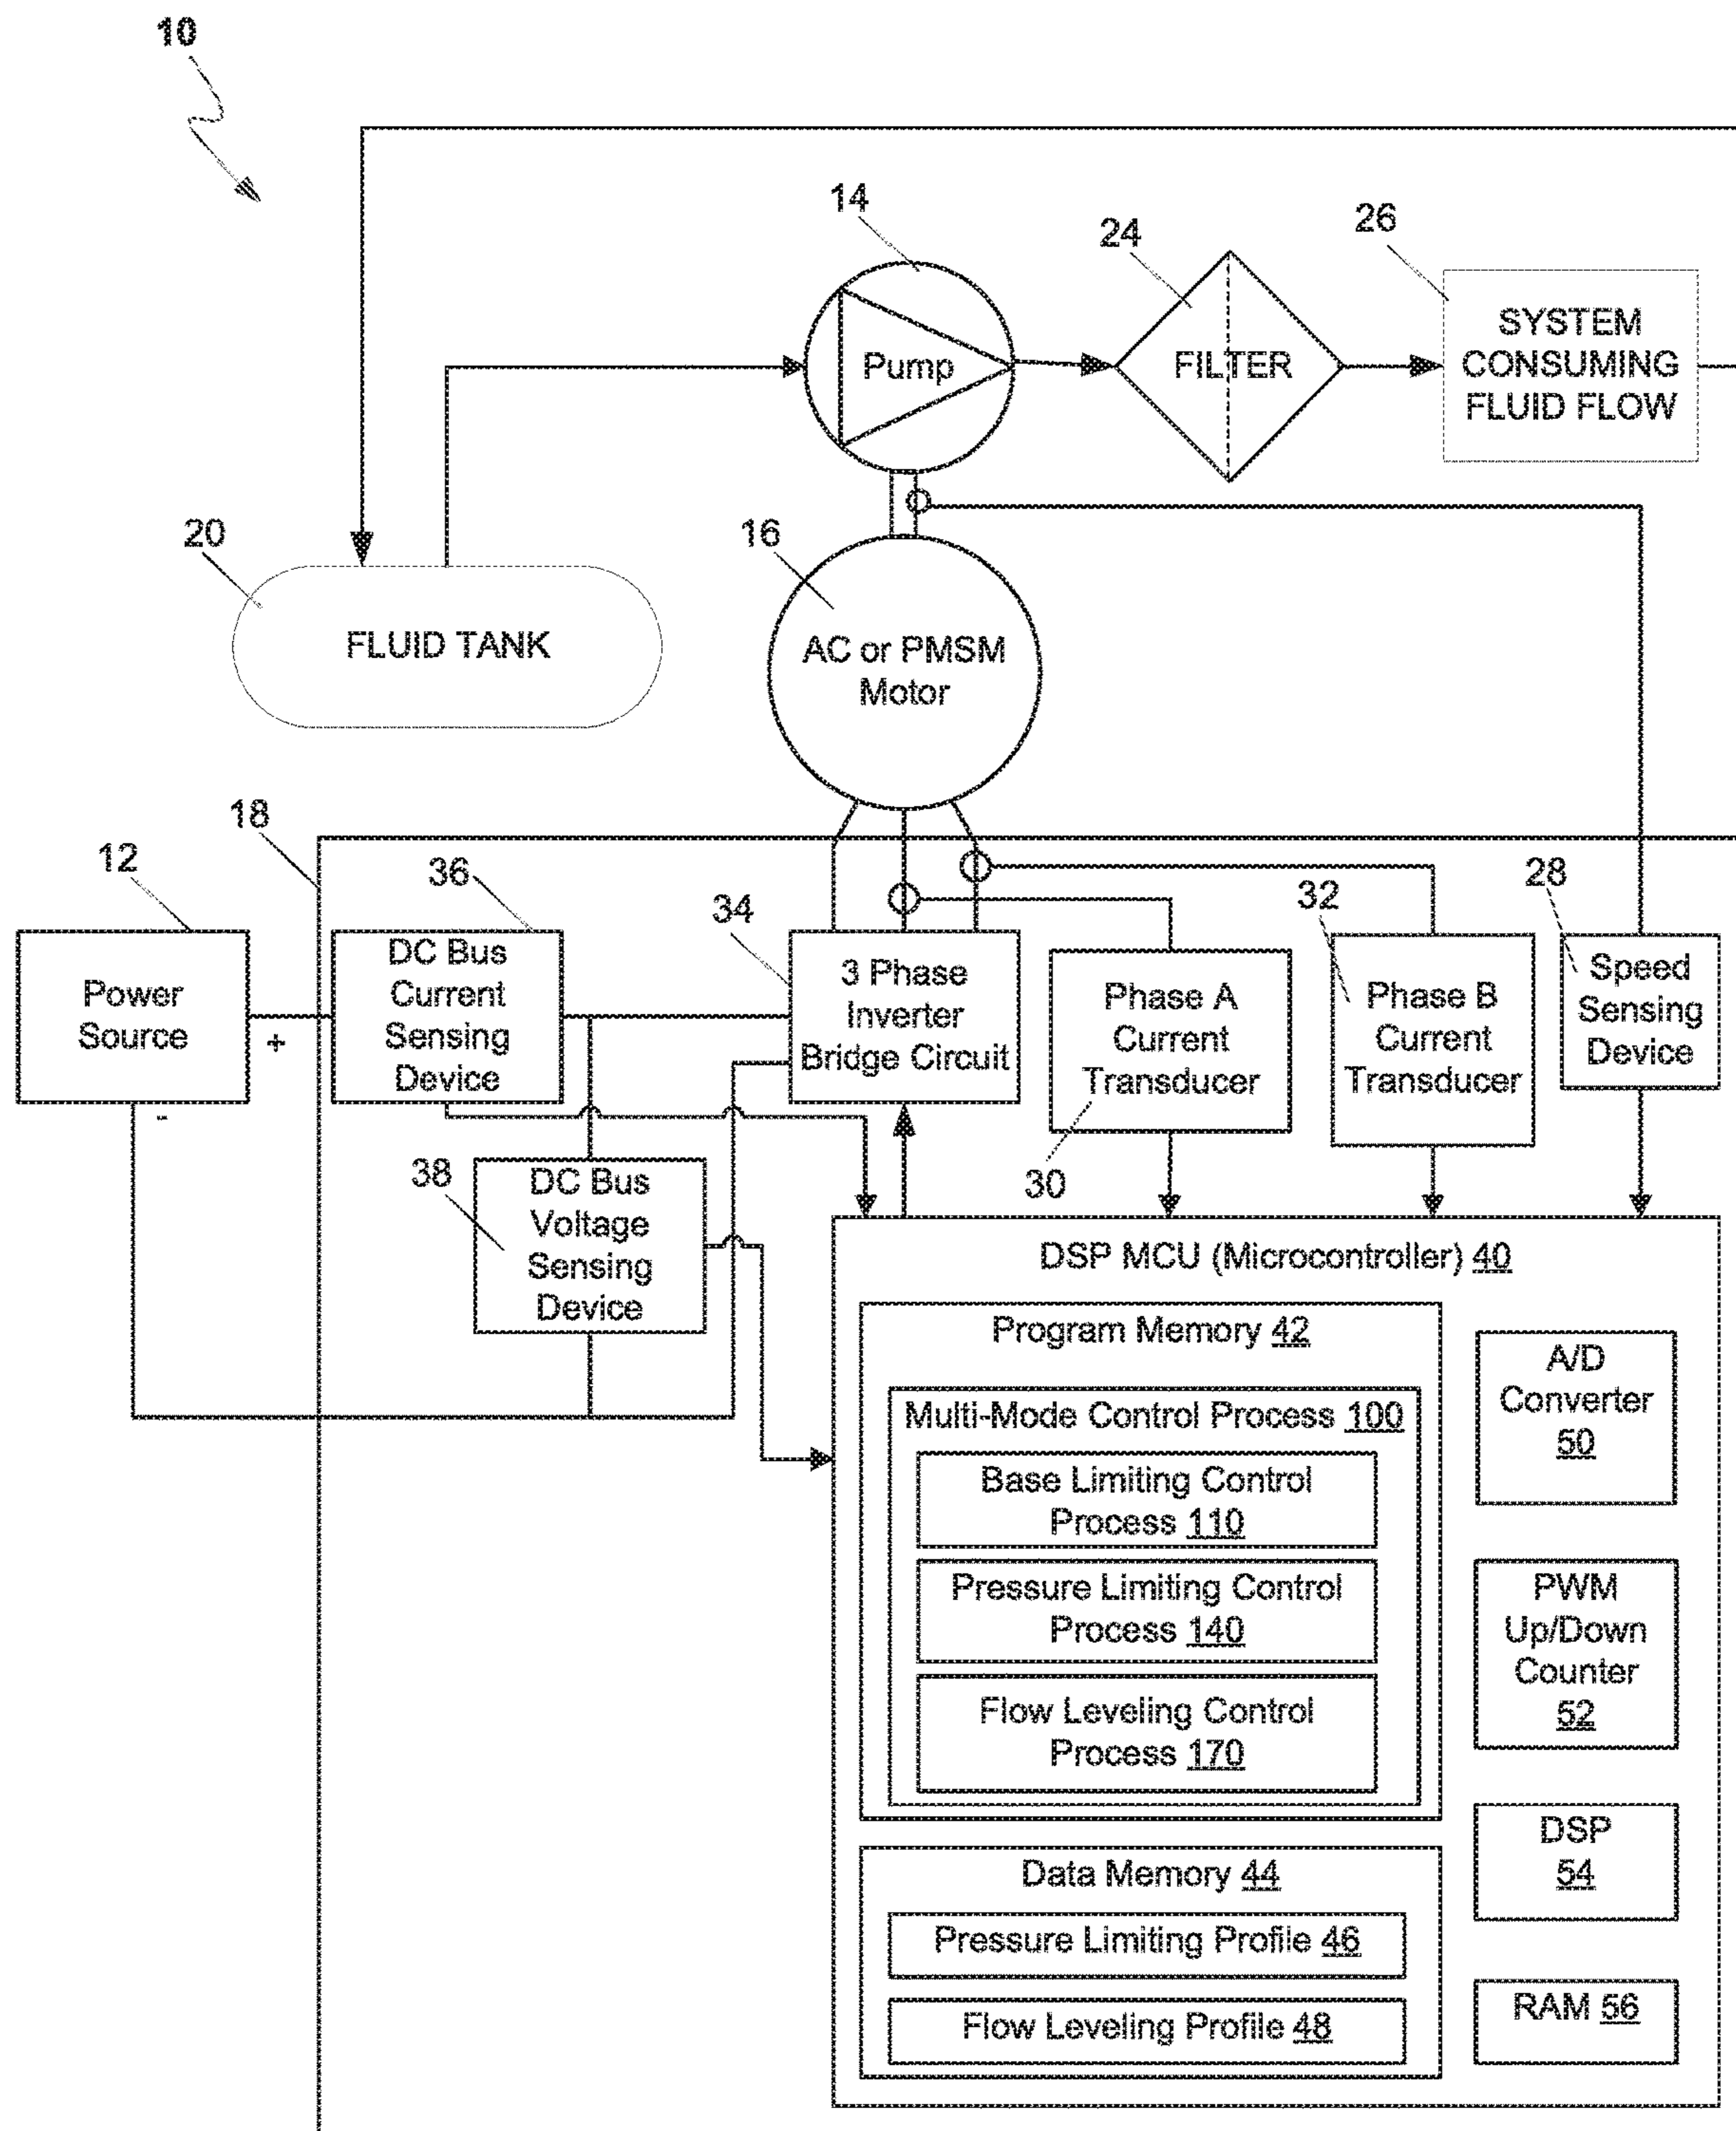 10
14
24
26
Pump
FILTER
SYSTEM
CONSUMING
FLUID FLOW
20
16
FLUID TANK
AC or PMSM
Motor
18
12
36
34
32
28
Power
Source
+
-
DC Bus
Current
Sensing
Device
3 Phase
Inverter
Bridge Circuit
Phase A
Current
Transducer
30
Phase B
Current
Transducer
Speed
Sensing
Device
38
DC Bus
Voltage
Sensing
Device
DSP MCU (Microcontroller) 40
Program Memory 42
Multi-Mode Control Process 100
Base Limiting Control
Process 110
Pressure Limiting Control
Process 140
Flow Leveling Control
Process 170
Data Memory 44
Pressure Limiting Profile 46
Flow Leveling Profile 48
A/D
Converter
50
PWM
Up/Down
Counter
52
DSP
54
RAM 56